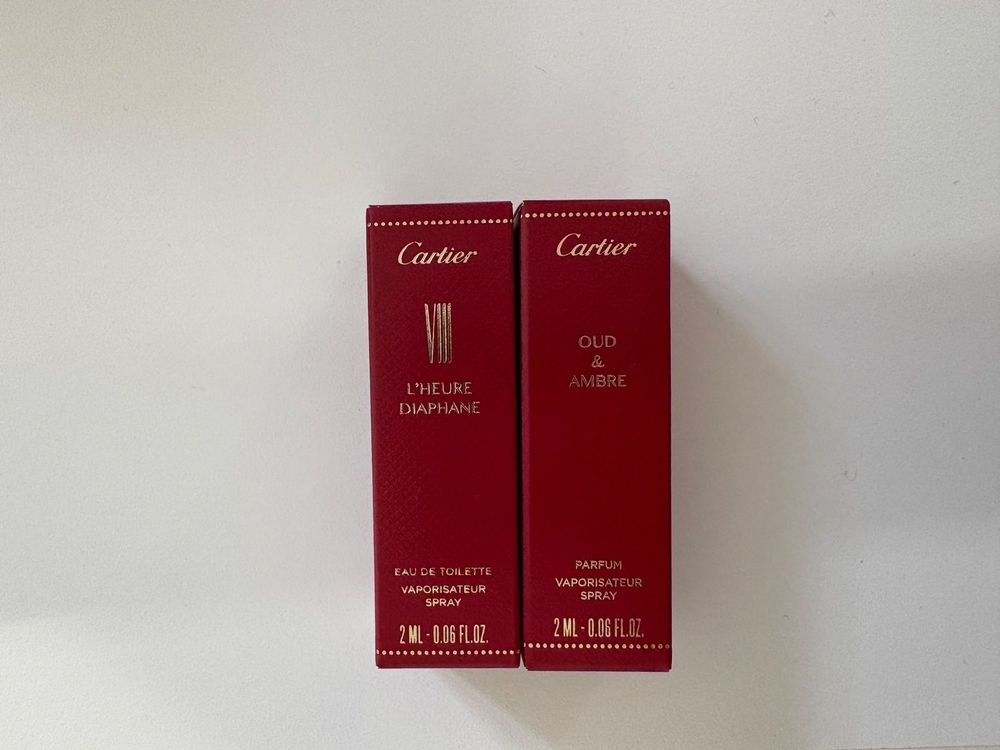 Cartier
VIII
L'HEURE
DIAPHANE
EAU DE TOILETTE
VAPORISATEUR
SPRAY
2 ML - 0.06 FL.OZ.
Cartier
OUD
&
AMBRE
PARFUM
VAPORISATEUR
SPRAY
2 ML - 0.06 FL.OZ.